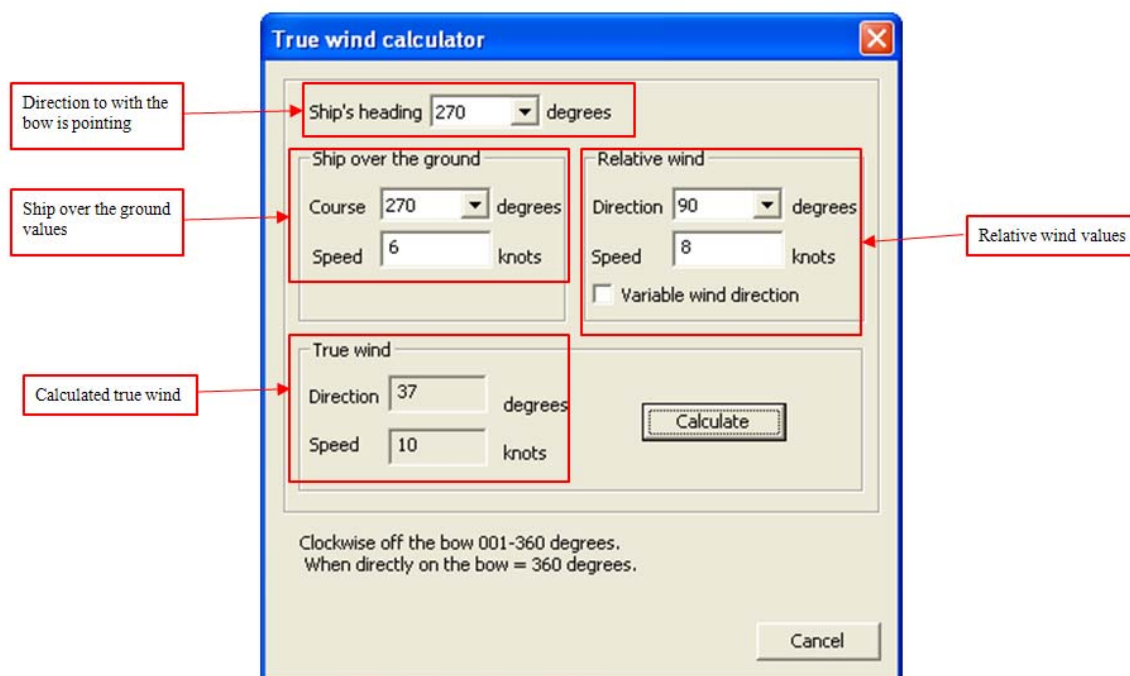 True wind calculator
Direction to with the
bow is pointing
Ship's heading 270 degrees
Ship over the ground
values
Ship over the ground
Course 270 degrees
Speed 6 knots
Relative wind
Direction 90 degrees
Speed 8 knots
Variable wind direction
Relative wind values
Calculated true wind
True wind
Direction 37 degrees
Speed 10 knots
Calculate
Clockwise off the bow 001-360 degrees.
When directly on the bow = 360 degrees.
Cancel